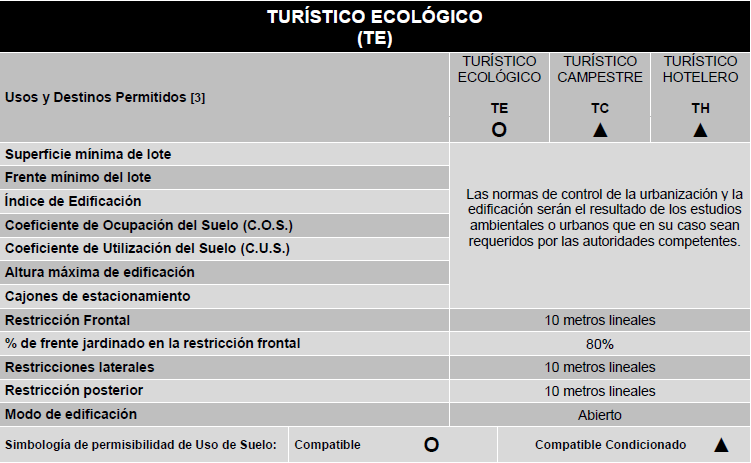 TURÍSTICO ECOLÓGICO
(TE)
Usos y Destinos Permitidos [3]
TURÍSTICO ECOLÓGICO
TE
O
TURÍSTICO CAMPESTRE
TC
▲
TURÍSTICO HOTELERO
TH
▲
Superficie mínima de lote
Frente mínimo del lote
Índice de Edificación
Coeficiente de Ocupación del Suelo (C.O.S.)
Coeficiente de Utilización del Suelo (C.U.S.)
Altura máxima de edificación
Cajones de estacionamiento
Las normas de control de la urbanización y la
edificación serán el resultado de los estudios
ambientales o urbanos que en su caso sean
requeridos por las autoridades competentes.
Restricción Frontal 10 metros lineales
% de frente jardinado en la restricción frontal 80%
Restricciones laterales 10 metros lineales
Restricción posterior 10 metros lineales
Modo de edificación Abierto
Simbología de permisibilidad de Uso de Suelo: Compatible O Compatible Condicionado ▲